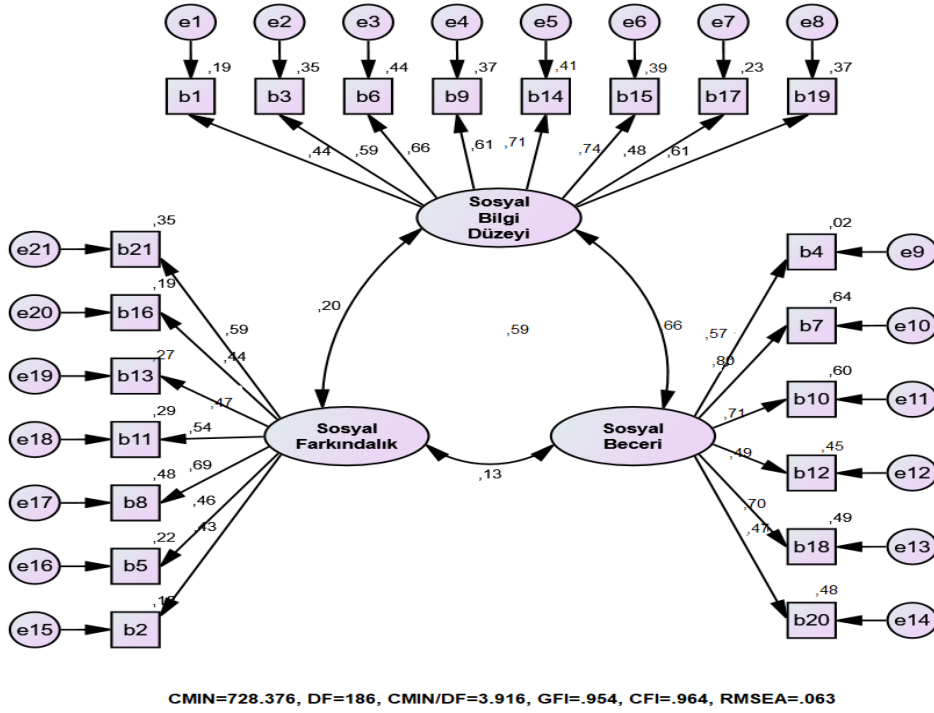 e1 e2 e3 e4 e5 e6 e7 e8
,19 ,35 ,44 ,37 ,41 ,39 ,23 ,37
b1 b3 b6 b9 b14 b15 b17 b19
,44 ,59 ,66 ,61 ,71 ,74 ,48 ,61
Sosyal
Bilgi
Düzeyi
,35 ,02
e21 b21 b4 e9
,19 ,64
e20 b16 b7 e10
,20 ,59 66 ,57
,59 ,44 ,80
,27 ,60
e19 b13 b10 e11
,47 ,71
,29 ,45
e18 b11 ,54
Sosyal
Farkındalık
Sosyal
Beceri
,49 b12 e12
,13
,48 ,69 ,70 ,49
e17 b8 ,46 ,47 b18 e13
,22 ,43 ,48
e16 b5 b20 e14
e15 b2
CMIN=728.376, DF=186, CMIN/DF=3.916, GFI=.954, CFI=.964, RMSEA=.063